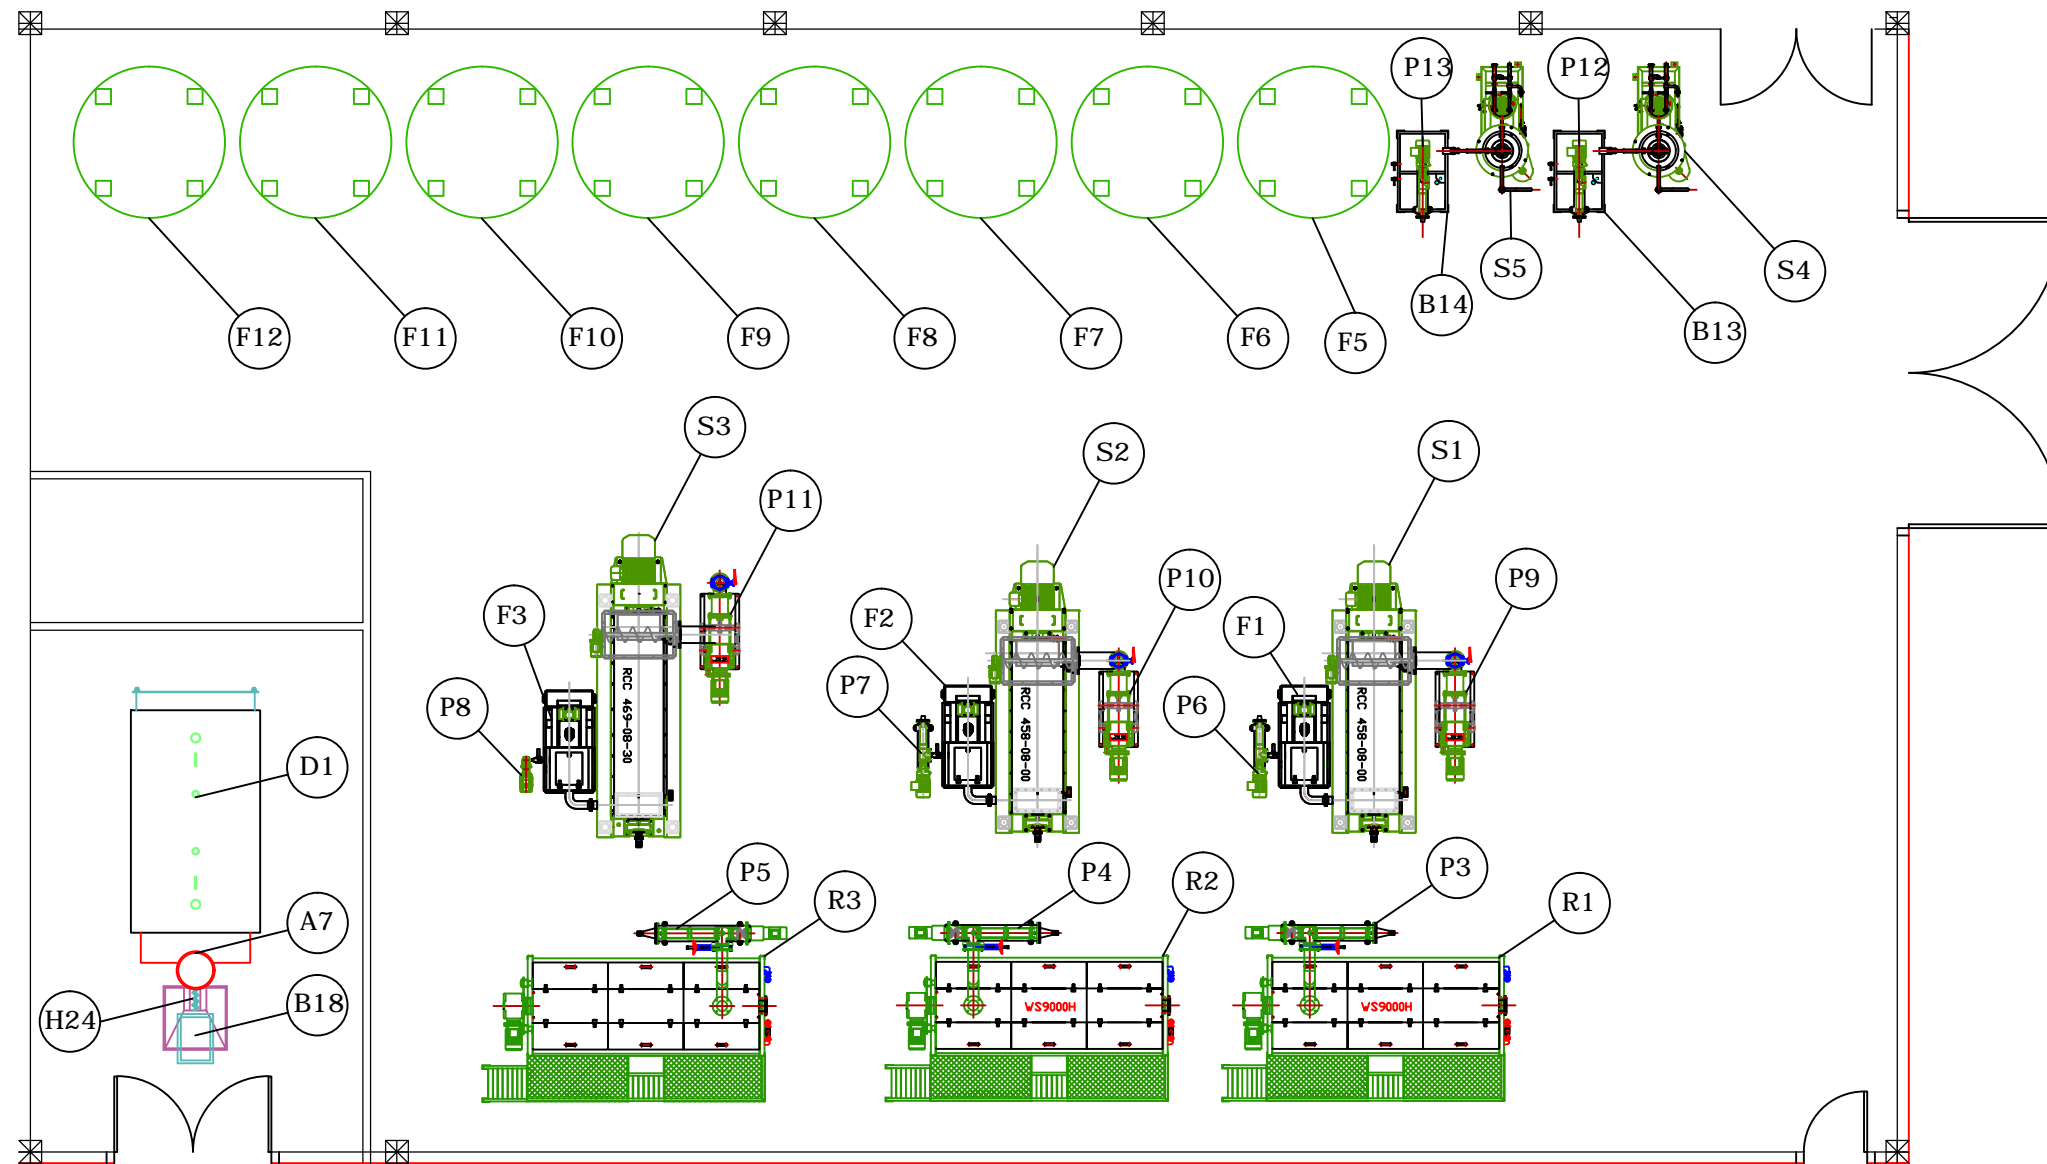 P13
P12
S5
S4
B14
B13
F12
F11
F10
F9
F8
F7
F6
F5
S3
S2
S1
P11
P10
P9
F3
F2
F1
P8
P7
P6
RCC 469-08-30
RCC 458-08-00
RCC 458-08-00
D1
P5
P4
P3
R3
R2
R1
A7
H24
B18
WS9000H
WS9000H